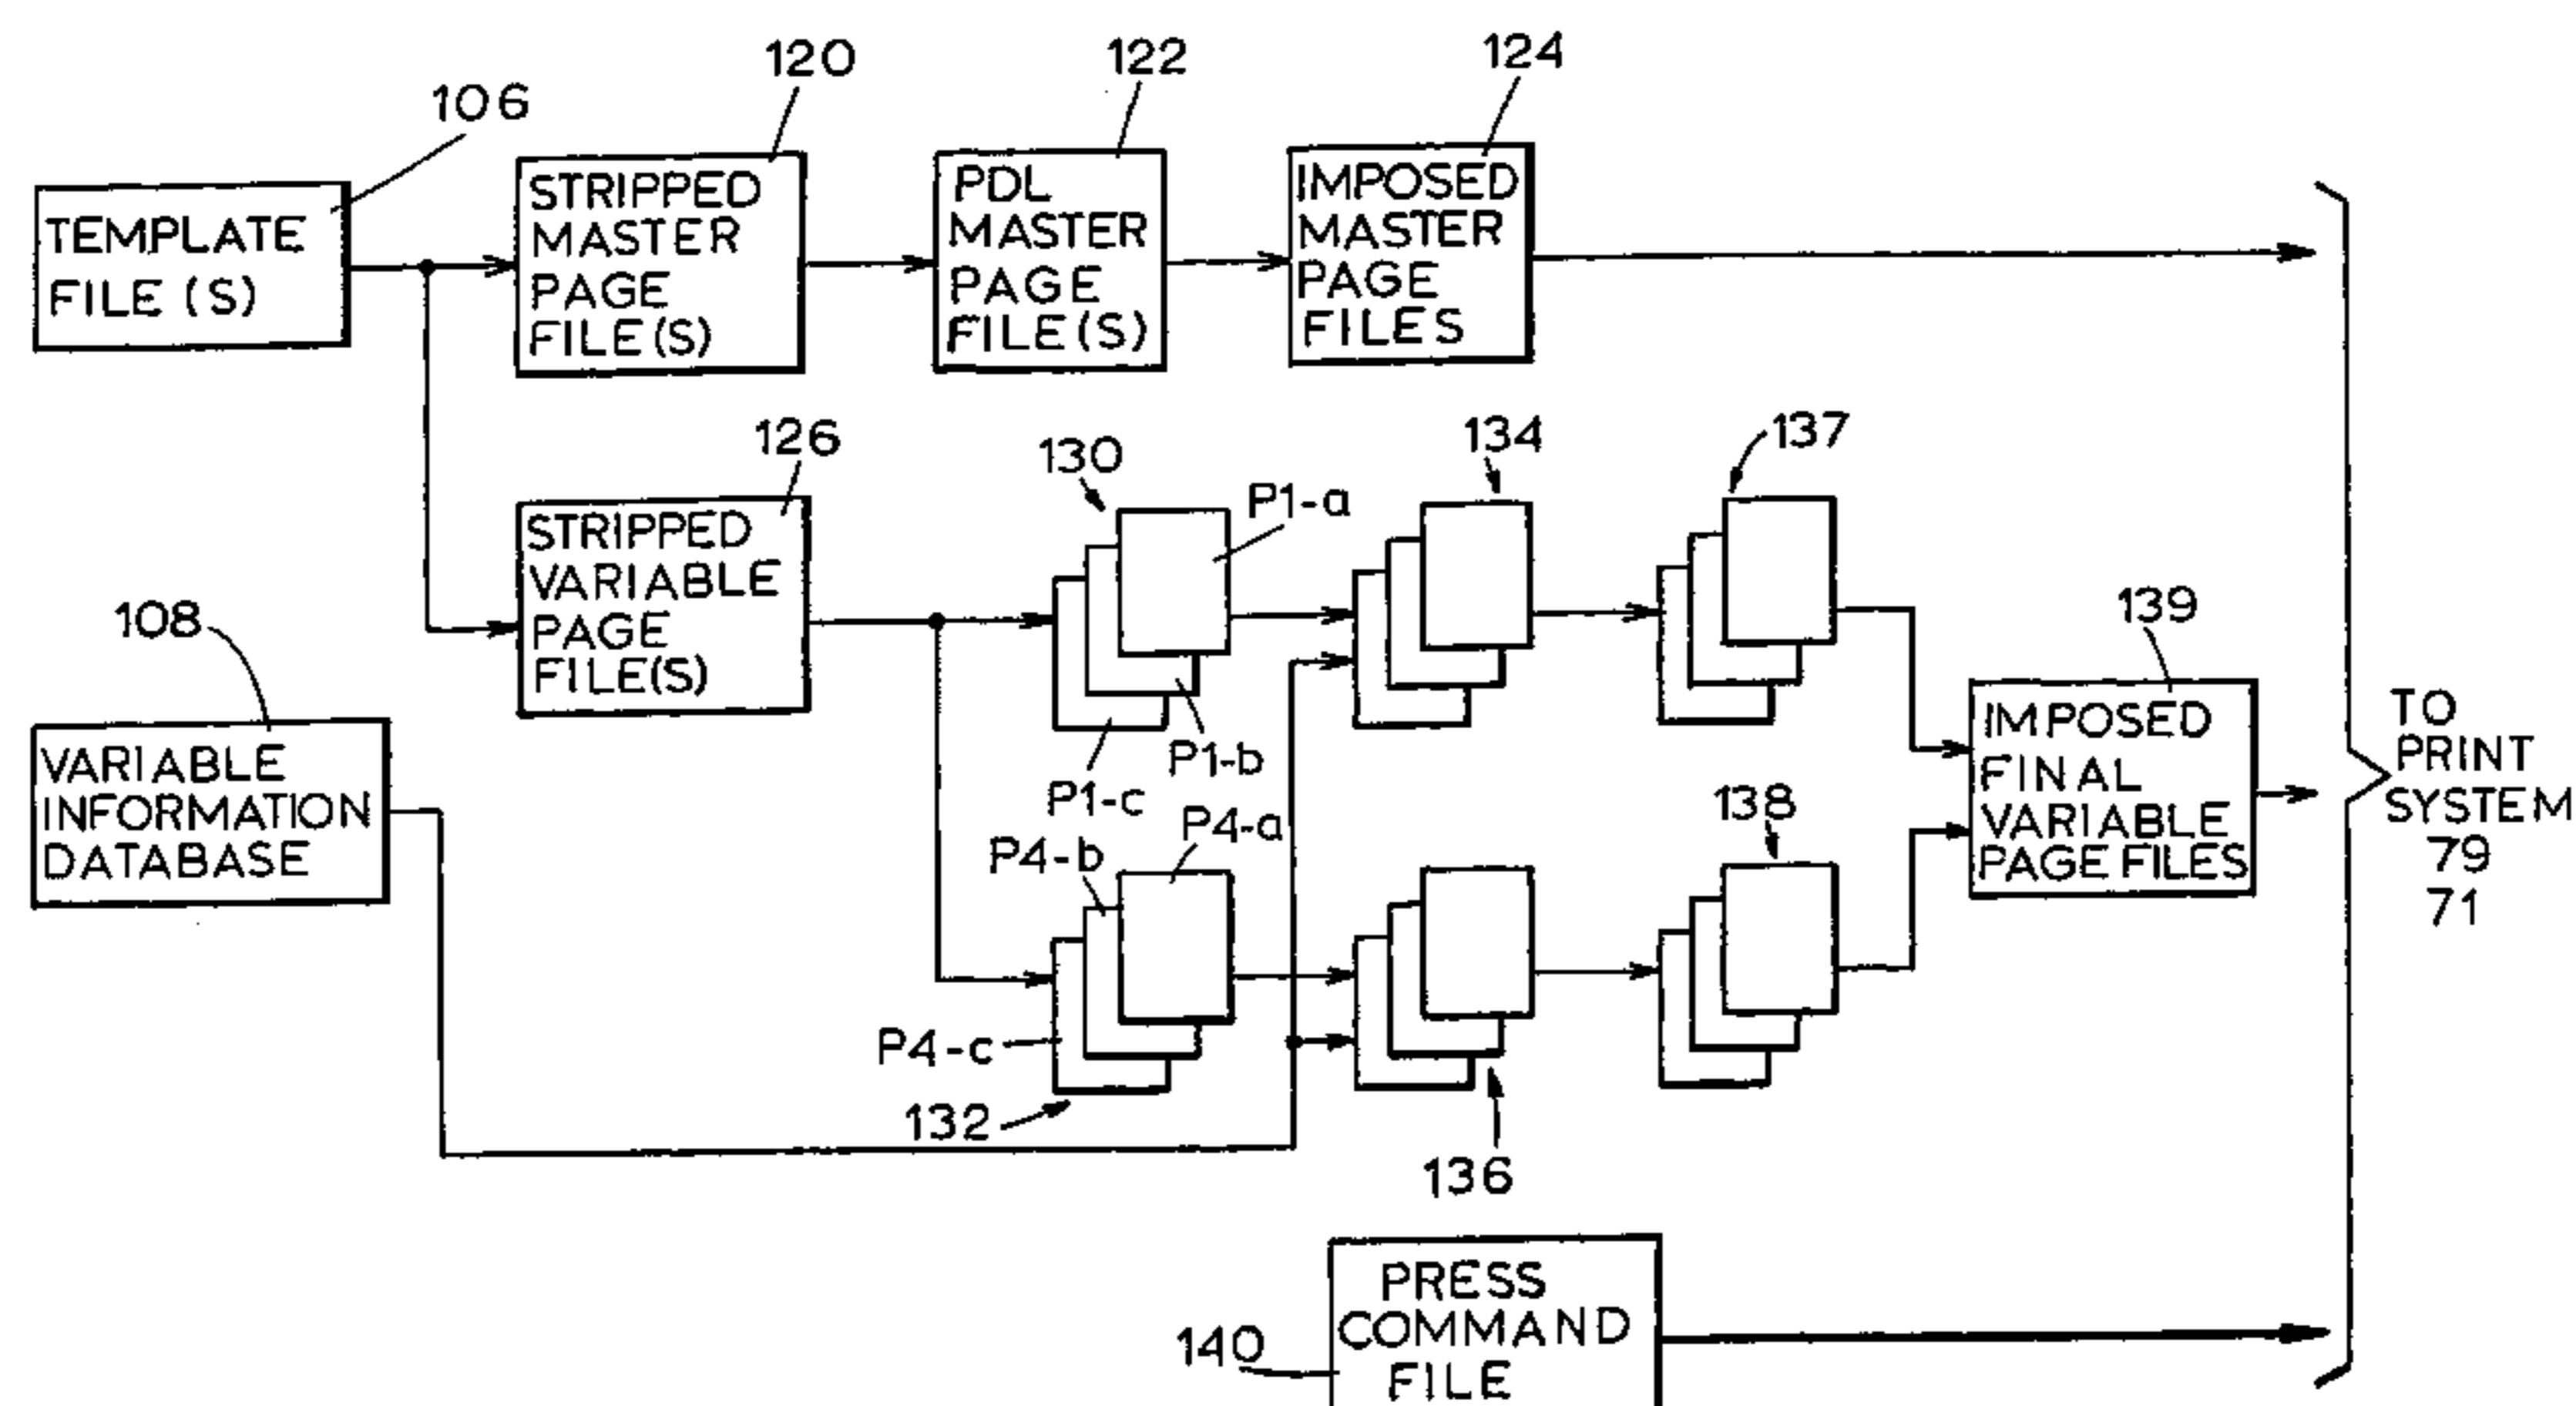 106
120
122
124
TEMPLATE
FILE(S)
STRIPPED
MASTER
PAGE
FILE(S)
PDL
MASTER
PAGE
FILE(S)
IMPOSED
MASTER
PAGE
FILES
126
130
134
137
STRIPPED
VARIABLE
PAGE
FILE(S)
P1-a
P1-b
P1-c
108
VARIABLE
INFORMATION
DATABASE
P4-a
P4-b
P4-c
132
136
138
139
IMPOSED
FINAL
VARIABLE
PAGE FILES
TO
PRINT
SYSTEM
79
71
140
PRESS
COMMAND
FILE